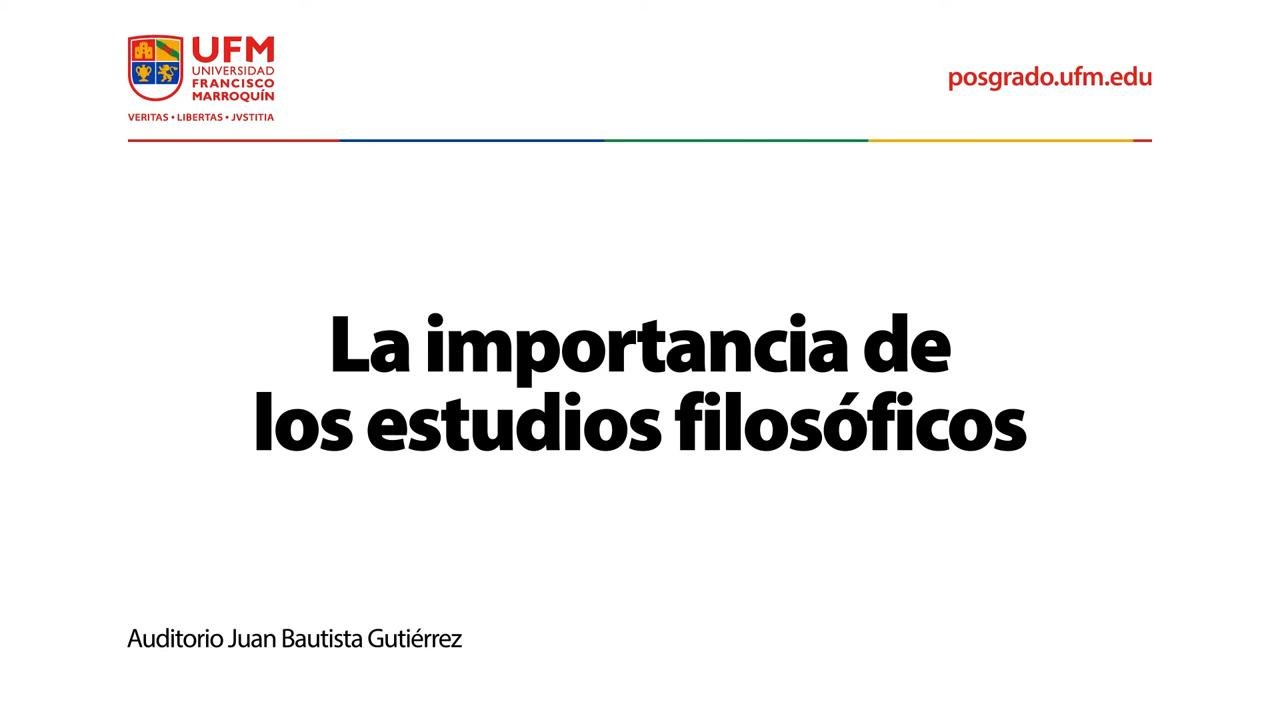 UFM
UNIVERSIDAD
FRANCISCO
MARROQUÍN
VERITAS • LIBERTAS • JVSTITIA
posgrado.ufm.edu
La importancia de
los estudios filosóficos
Auditorio Juan Bautista Gutiérrez